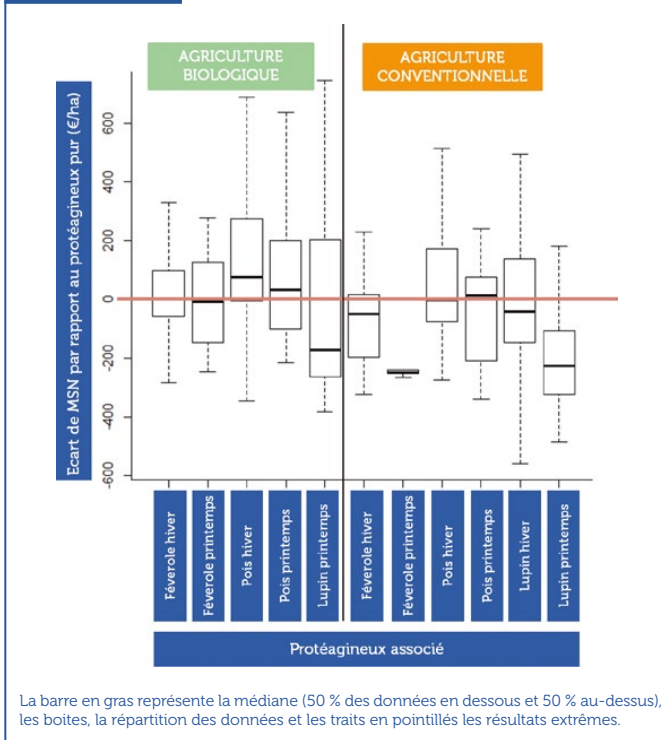 AGRICULTURE
BIOLOGIQUE
AGRICULTURE
CONVENTIONNELLE
Ecart de MSN par rapport au protéagineux pur (€/ha)
600
400
200
0
-200
-400
-600
Féverole hiver
Féverole printemps
Pois hiver
Pois printemps
Lupin printemps
Féverole hiver
Féverole printemps
Pois hiver
Pois printemps
Lupin hiver
Lupin printemps
Protéagineux associé
La barre en gras représente la médiane (50 % des données en dessous et 50 % au-dessus),
les boites, la répartition des données et les traits en pointillés les résultats extrêmes.